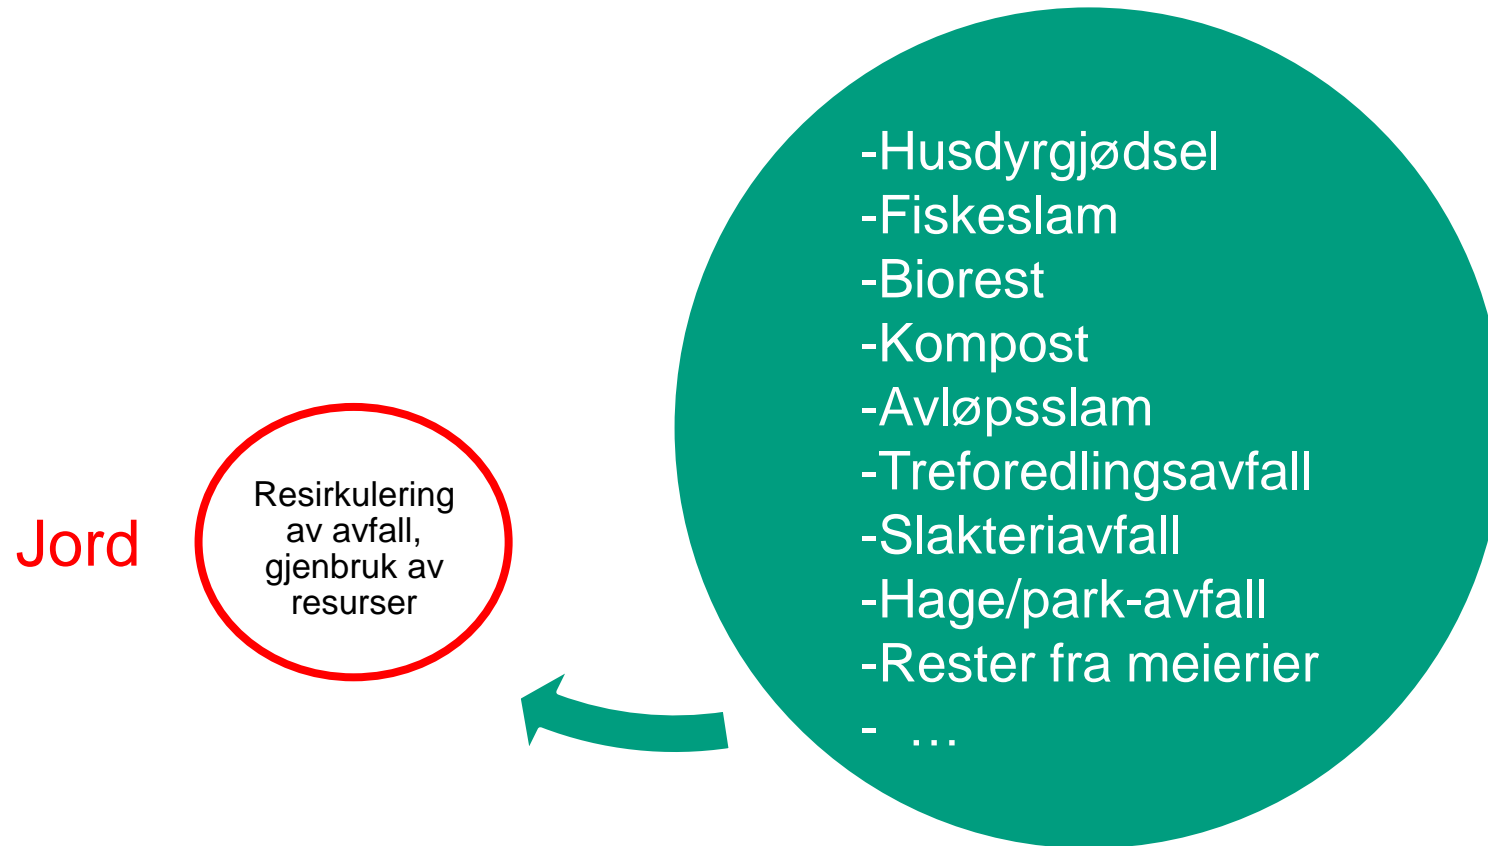 Jord
Resirkulering
av avfall,
gjenbruk av
resurser
-Husdyrgjødsel
-Fiskeslam
-Biorest
-Kompost
-Avløpsslam
-Treforedlingsavfall
-Slakteriavfall
-Hage/park-avfall
-Rester fra meierier
- …